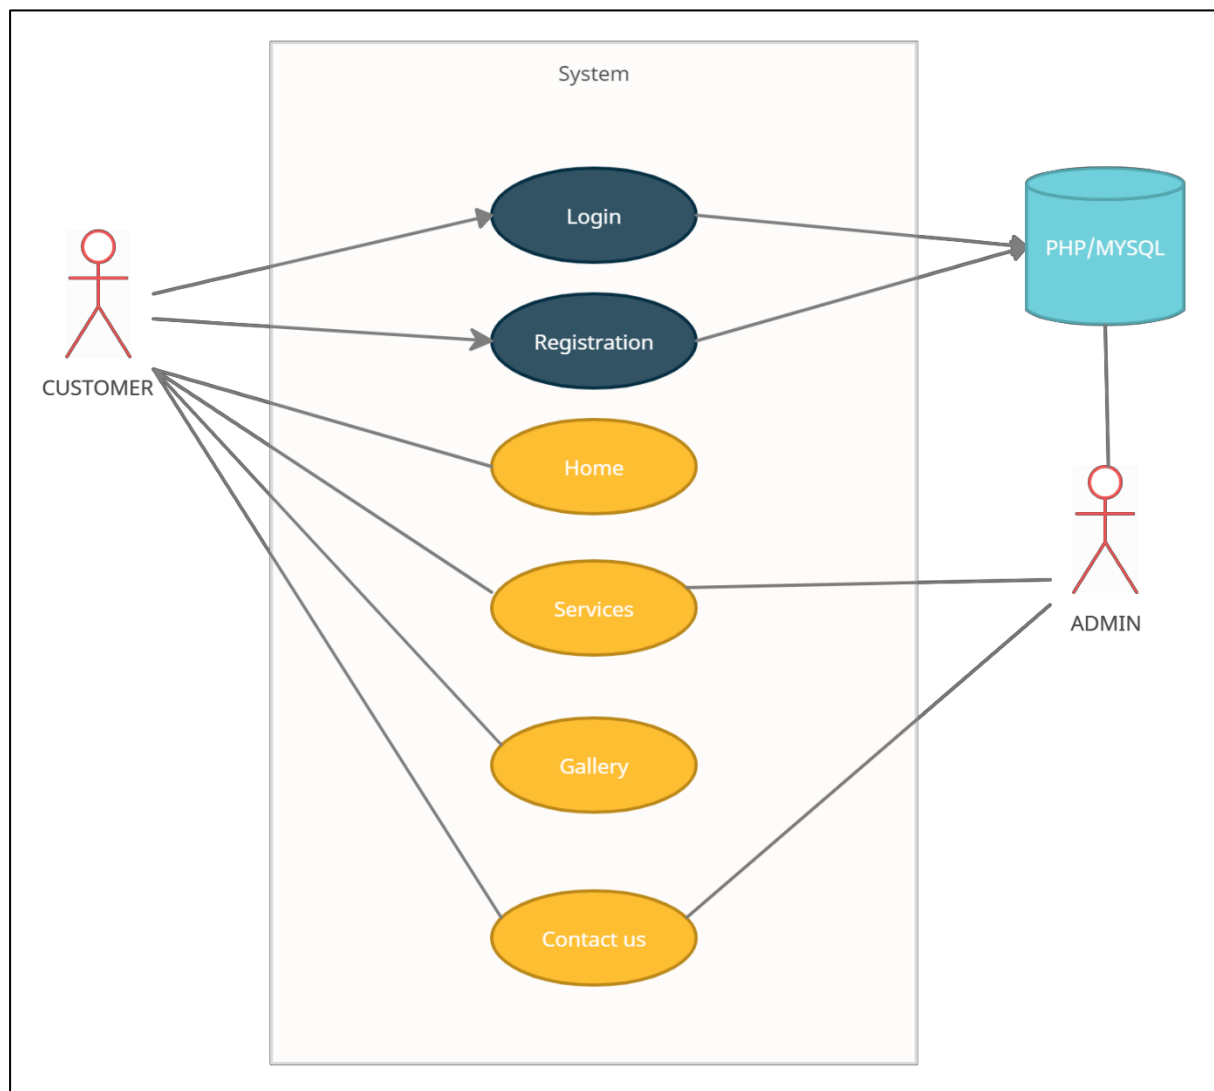 System
Login
PHP/MYSQL
Registration
CUSTOMER
Home
Services
ADMIN
Gallery
Contact us